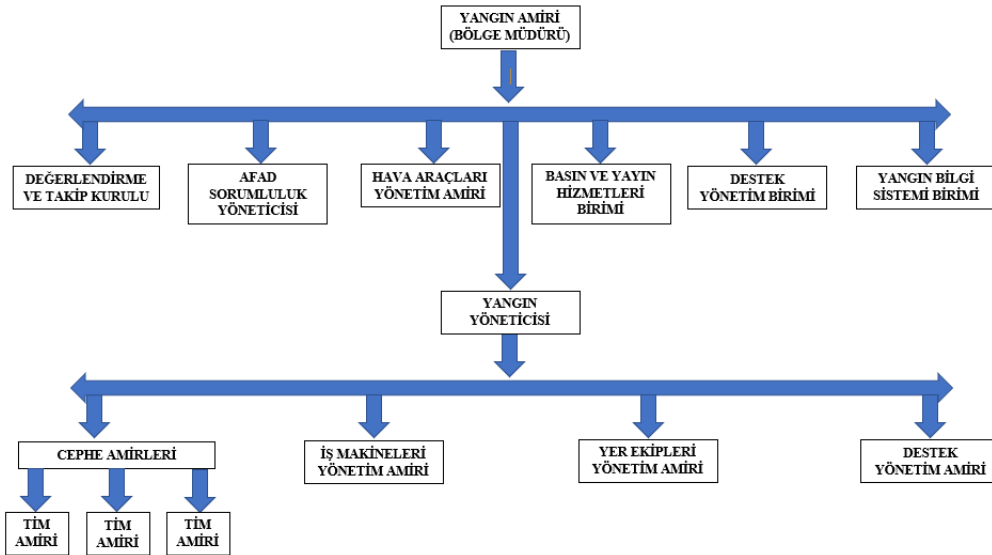 YANGIN AMİRİ
(BÖLGE MÜDÜRÜ)
DEĞERLENDİRME
VE TAKİP KURULU
AFAD
SORUMLULUK
YÖNETİCİSİ
HAVA ARAÇLARI
YÖNETİM AMİRİ
BASIN VE YAYIN
HİZMETLERİ
BİRİMİ
DESTEK
YÖNETİM BİRİMİ
YANGIN BİLGİ
SİSTEMİ BİRİMİ
YANGIN
YÖNETİCİSİ
CEPHE AMİRLERİ
İŞ MAKİNELERİ
YÖNETİM AMİRİ
YER EKİPLERİ
YÖNETİM AMİRİ
DESTEK
YÖNETİM AMİRİ
TİM
AMİRİ
TİM
AMİRİ
TİM
AMİRİ